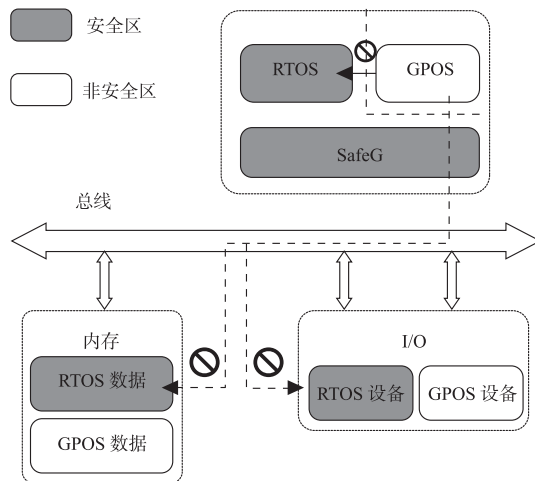 安全区
非安全区
RTOS
GPOS
SafeG
总线
内存
RTOS 数据
GPOS 数据
I/O
RTOS 设备
GPOS 设备